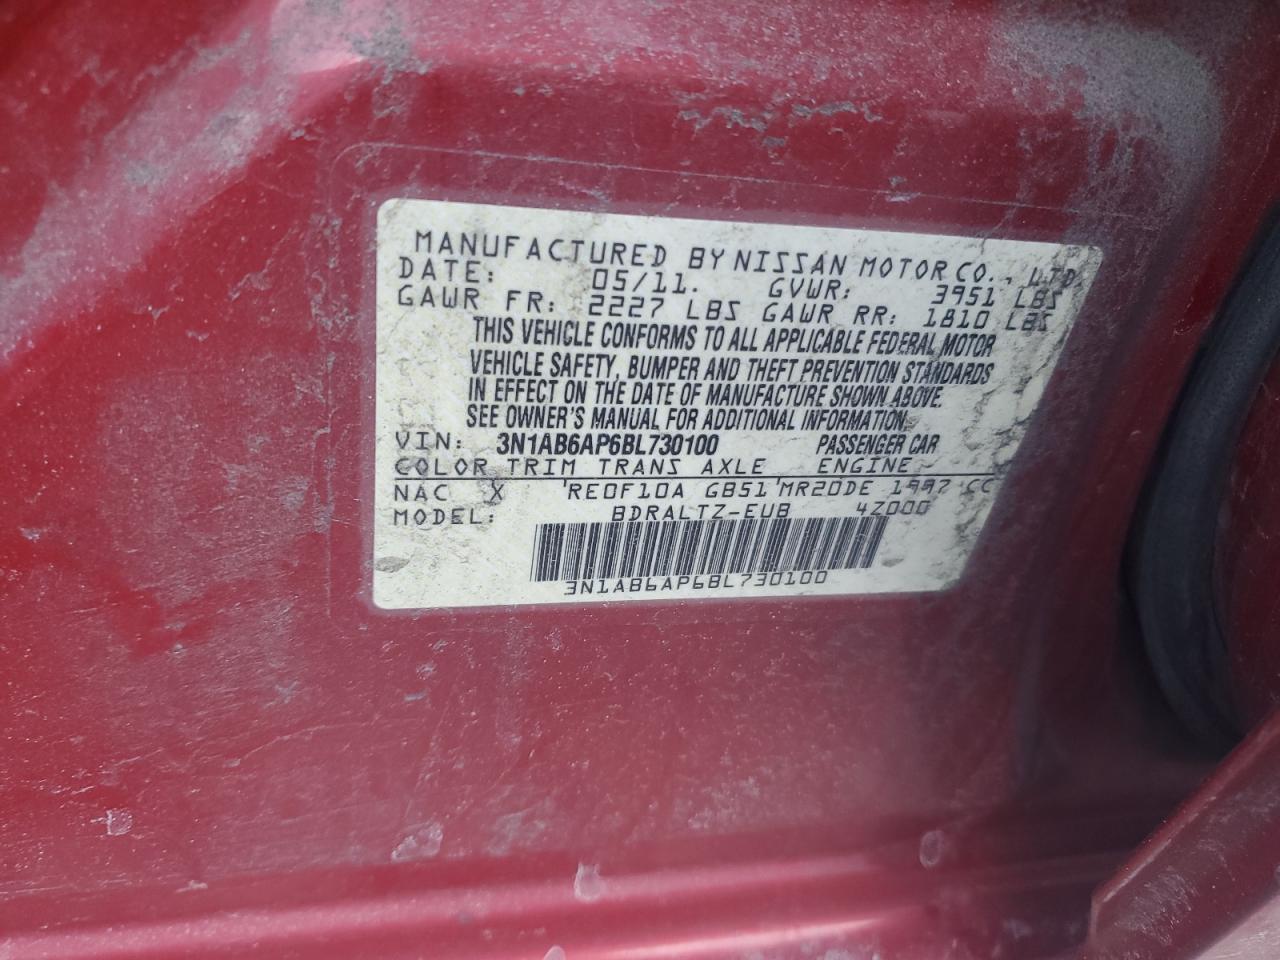 MANUFACTURED BY NISSAN MOTOR CO., LTD.
DATE: 05/11. GVWR: 3951 LBS
GAWR FR: 2227 LBS GAWR RR: 1810 LBS
THIS VEHICLE CONFORMS TO ALL APPLICABLE FEDERAL MOTOR
VEHICLE SAFETY, BUMPER AND THEFT PREVENTION STANDARDS
IN EFFECT ON THE DATE OF MANUFACTURE SHOWN ABOVE.
SEE OWNER'S MANUAL FOR ADDITIONAL INFORMATION.
VIN: 3N1AB6AP6BL730100 PASSENGER CAR
COLOR TRIM TRANS AXLE ENGINE
NAC X RE0F10A GB51 MR20DE 1997 CC
MODEL: BDRALTZ-EUB 4Z000
3N1AB6AP6BL730100